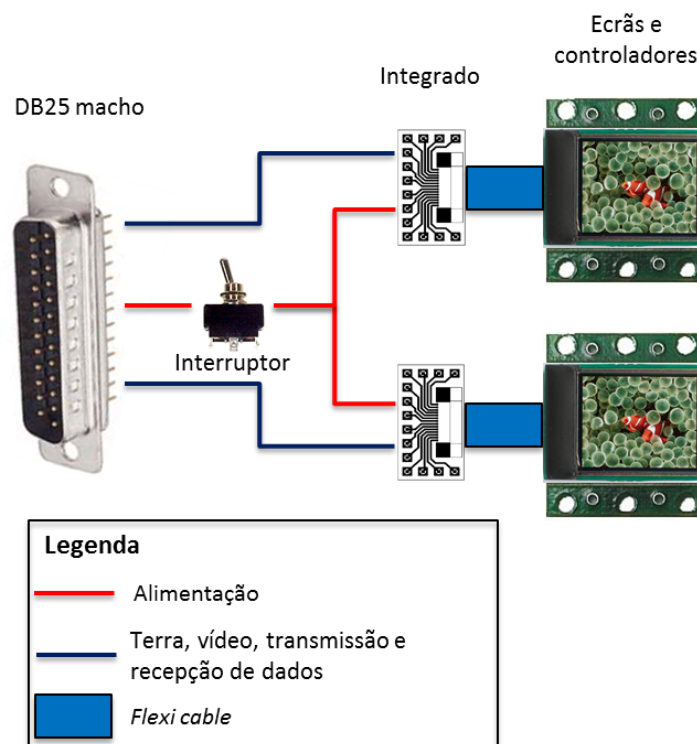 Ecrãs e
controladores
Integrado
DB25 macho
Interruptor
Legenda
Alimentação
Terra, vídeo, transmissão e
recepção de dados
Flexi cable